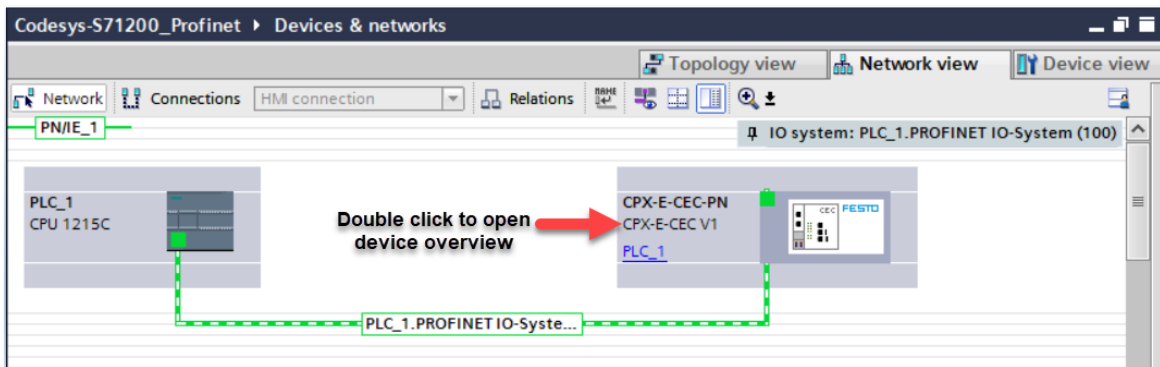 Codesys-S71200_Profinet ▸ Devices & networks
Topology view
Network view
Device view
Network
Connections
HMI connection
Relations
PN/IE_1
IO system: PLC_1.PROFINET IO-System (100)
PLC_1
CPU 1215C
Double click to open
device overview
CPX-E-CEC-PN
CPX-E-CEC V1
PLC_1
CEC FESTO
PLC_1.PROFINET IO-Syste...